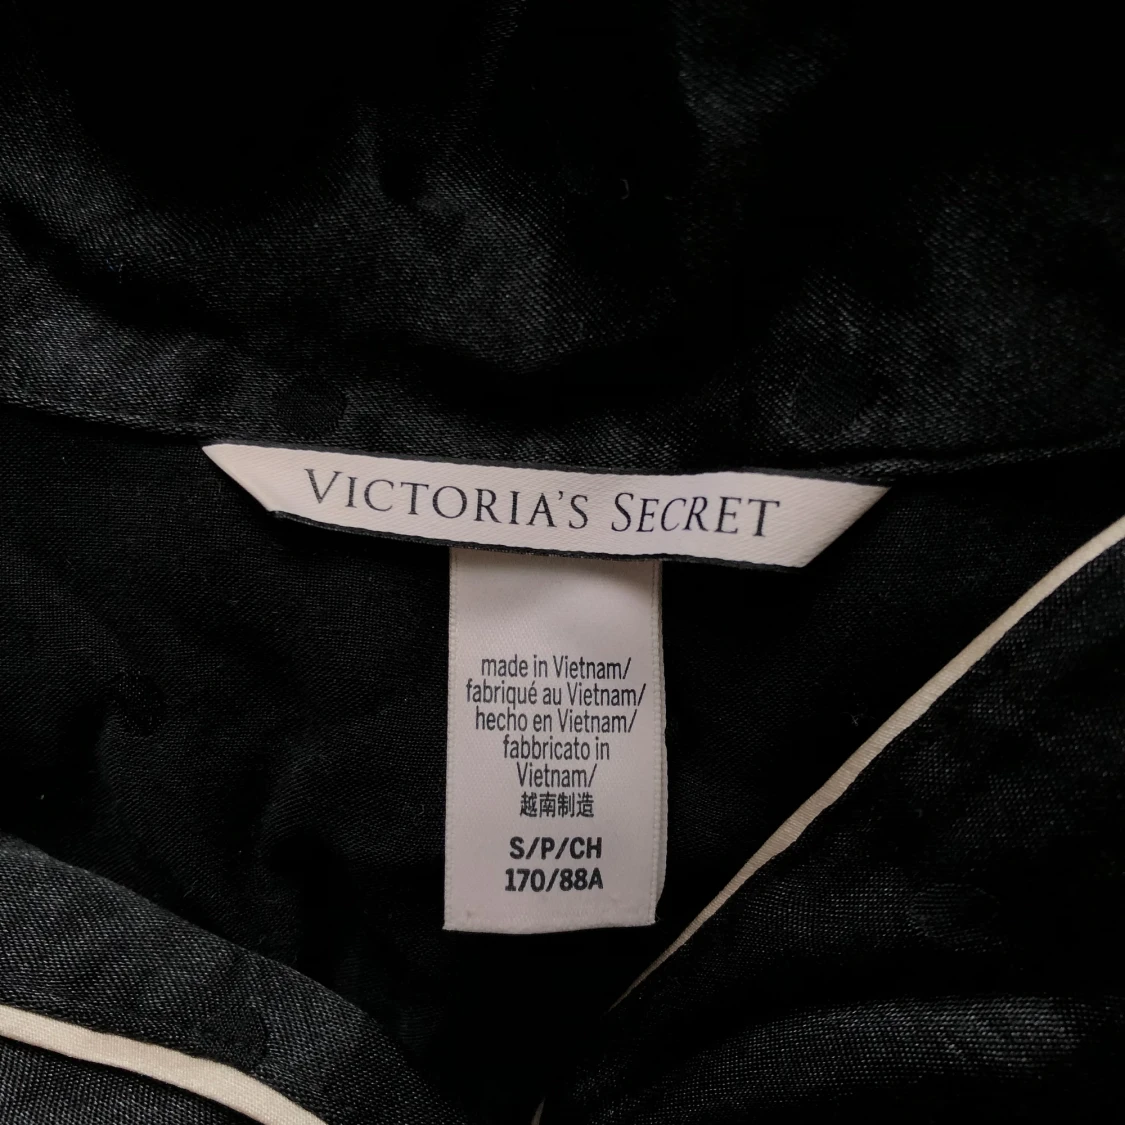 VICTORIA'S SECRET
made in Vietnam/
fabriqué au Vietnam/
hecho en Vietnam/
fabbricato in
Vietnam/
越南制造
S/P/CH
170/88A